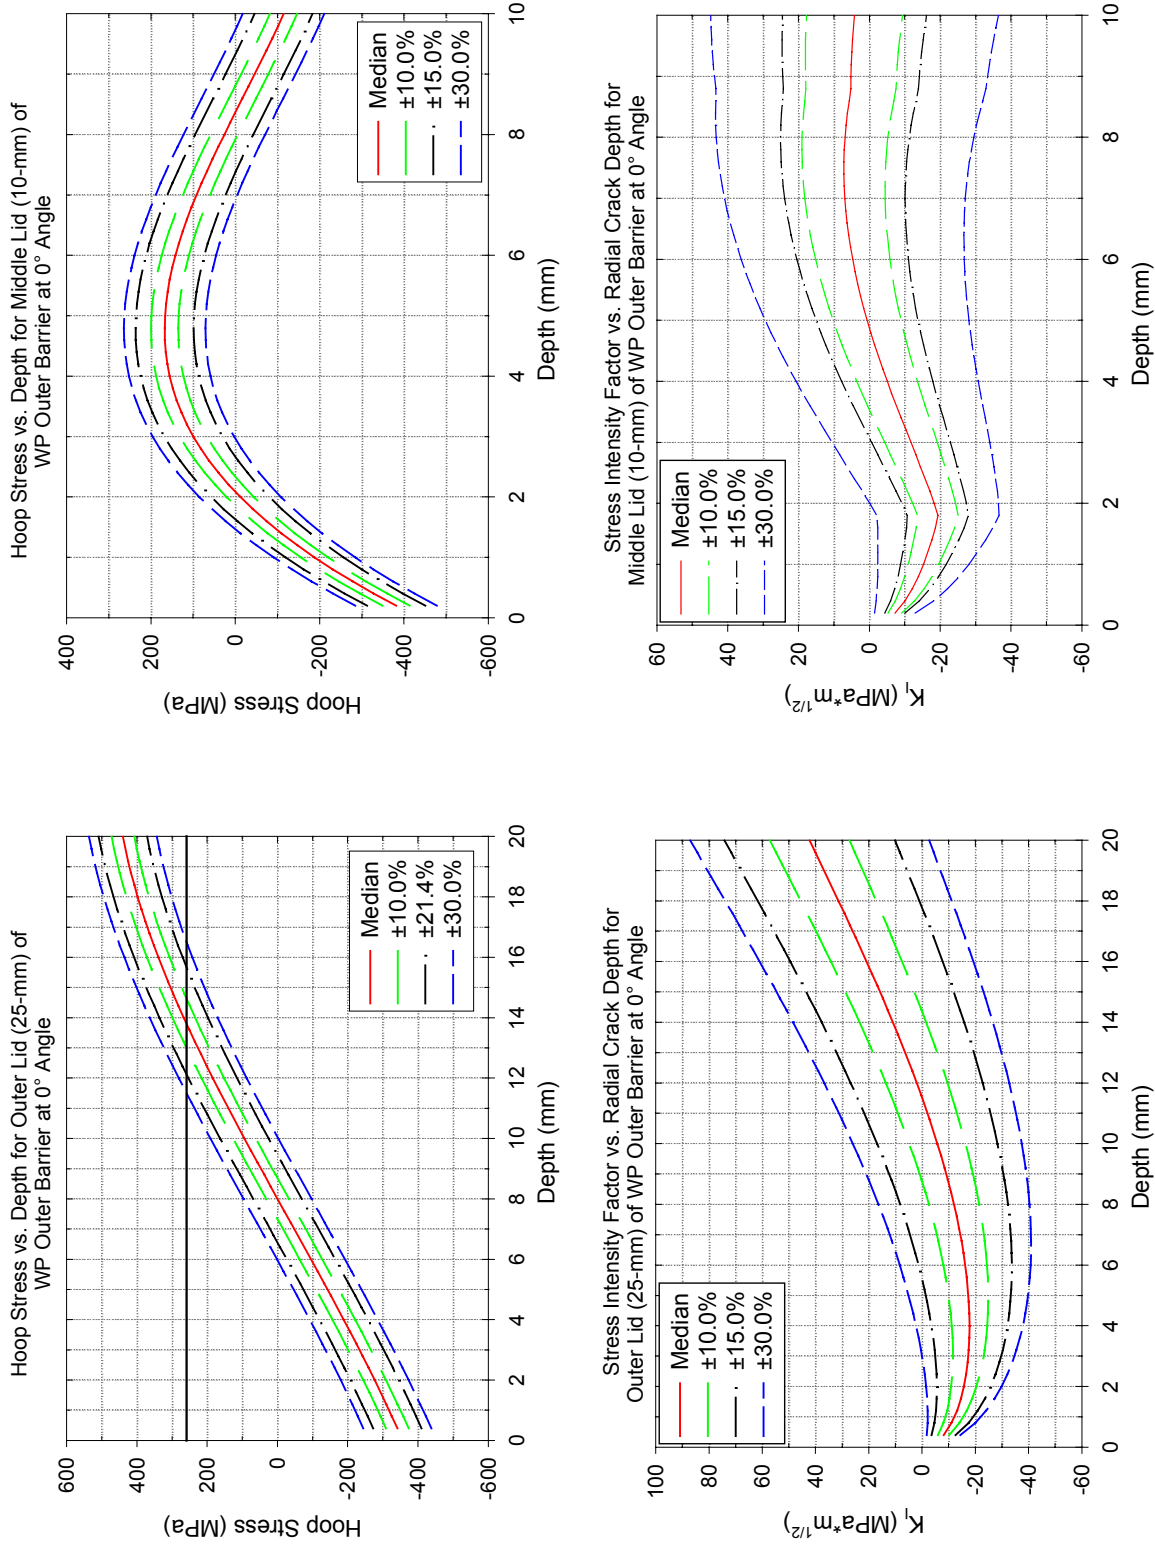 Hoop Stress vs. Depth for Outer Lid (25-mm) of
WP Outer Barrier at 0° Angle
Hoop Stress (MPa)
600
400
200
0
-200
-400
-600
0 2 4 6 8 10 12 14 16 18 20
Depth (mm)
Median
±10.0%
±21.4%
±30.0%
Hoop Stress vs. Depth for Middle Lid (10-mm) of
WP Outer Barrier at 0° Angle
Hoop Stress (MPa)
400
200
0
-200
-400
-600
0 2 4 6 8 10
Depth (mm)
Median
±10.0%
±15.0%
±30.0%
Stress Intensity Factor vs. Radial Crack Depth for
Outer Lid (25-mm) of WP Outer Barrier at 0° Angle
K_I (MPa*m^1/2)
100
80
60
40
20
0
-20
-40
-60
0 2 4 6 8 10 12 14 16 18 20
Depth (mm)
Median
±10.0%
±15.0%
±30.0%
Stress Intensity Factor vs. Radial Crack Depth for
Middle Lid (10-mm) of WP Outer Barrier at 0° Angle
K_I (MPa*m^1/2)
60
40
20
0
-20
-40
-60
0 2 4 6 8 10
Depth (mm)
Median
±10.0%
±15.0%
±30.0%